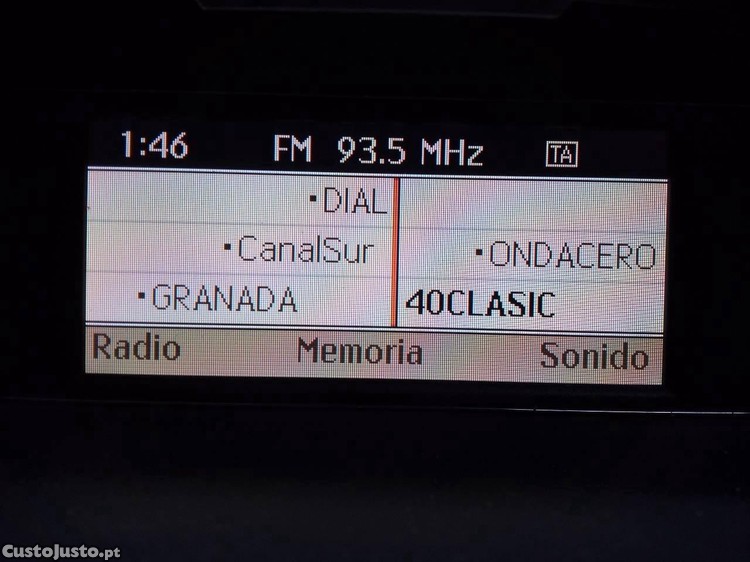 1:46 FM 93.5 MHz TA
·DIAL
·CanalSur ·ONDACERO
·GRANADA 40CLASIC
Radio Memoria Sonido
CustoJusto.pt